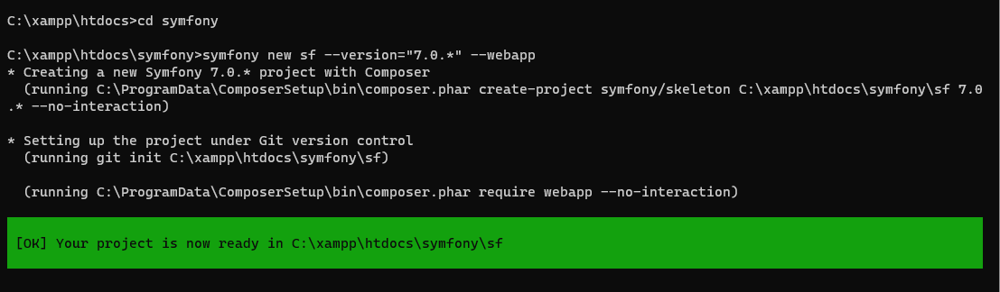 C:\xampp\htdocs>cd symfony
C:\xampp\htdocs\symfony>symfony new sf --version="7.0.*" --webapp
* Creating a new Symfony 7.0.* project with Composer
(running C:\ProgramData\ComposerSetup\bin\composer.phar create-project symfony/skeleton C:\xampp\htdocs\symfony\sf 7.0
.* --no-interaction)
* Setting up the project under Git version control
(running git init C:\xampp\htdocs\symfony\sf)
(running C:\ProgramData\ComposerSetup\bin\composer.phar require webapp --no-interaction)
[OK] Your project is now ready in C:\xampp\htdocs\symfony\sf